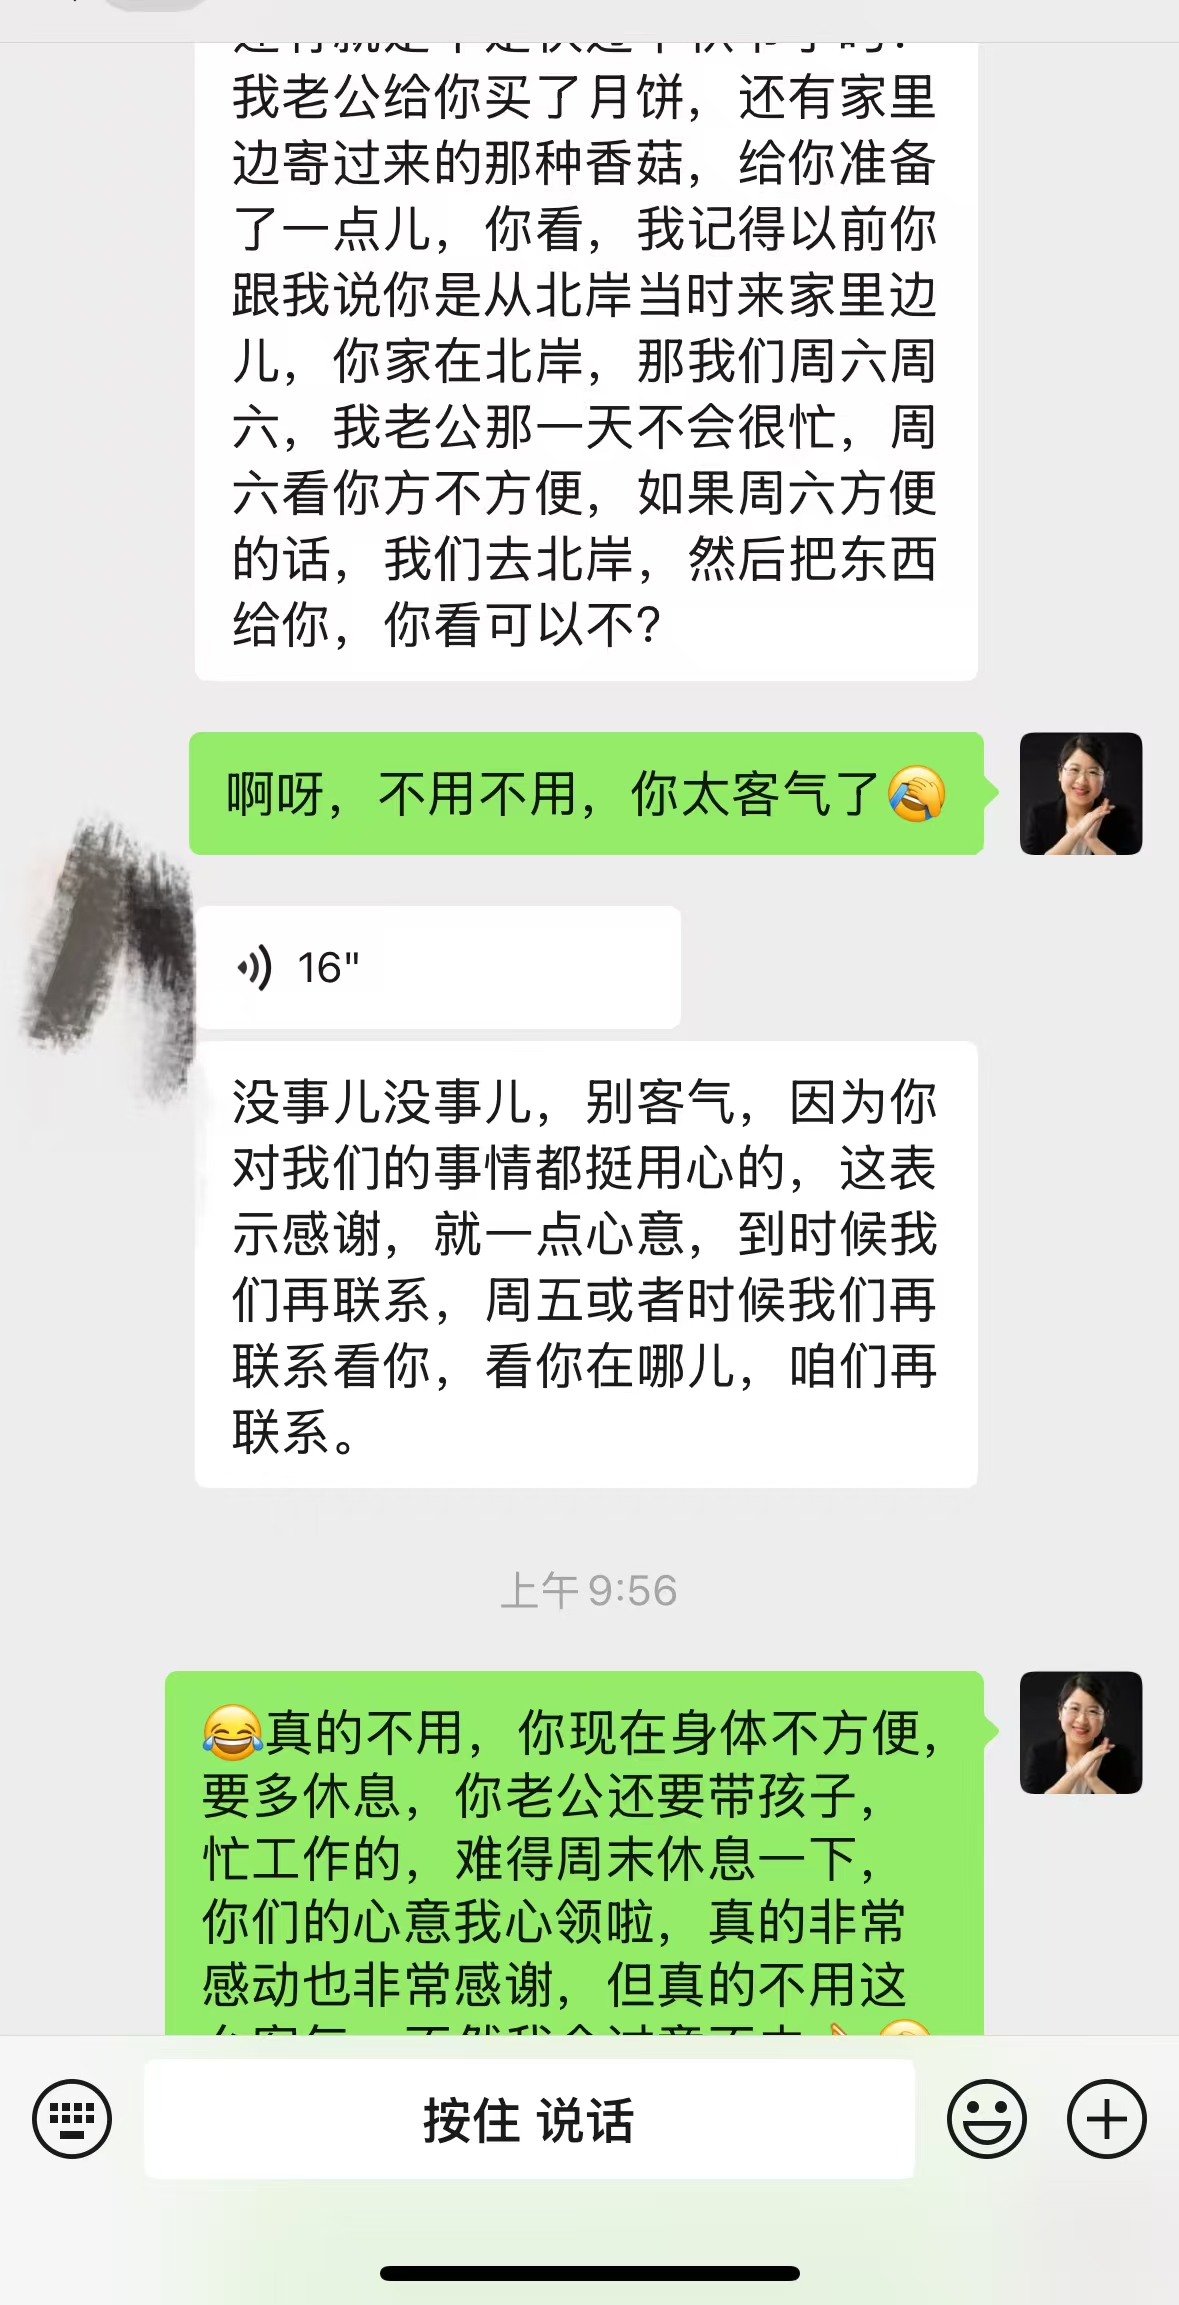 我老公给你买了月饼，还有家里
边寄过来的那种香菇，给你准备
了一点儿，你看，我记得以前你
跟我说你是从北岸当时来家里边
儿，你家在北岸，那我们周六周
六，我老公那一天不会很忙，周
六看你方不方便，如果周六方便
的话，我们去北岸，然后把东西
给你，你看可以不?
啊呀，不用不用，你太客气了🤣
16"
没事儿没事儿，别客气，因为你
对我们的事情都挺用心的，这表
示感谢，就一点心意，到时候我
们再联系，周五或者时候我们再
联系看你，看你在哪儿，咱们再
联系。
上午 9:56
😂真的不用，你现在身体不方便，
要多休息，你老公还要带孩子，
忙工作的，难得周末休息一下，
你们的心意我心领啦，真的非常
感动也非常感谢，但真的不用这
按住 说话